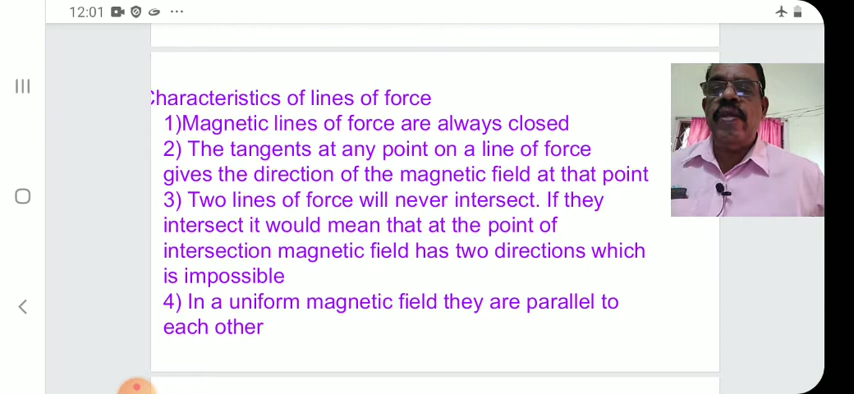 12:01
Characteristics of lines of force
1)Magnetic lines of force are always closed
2) The tangents at any point on a line of force
gives the direction of the magnetic field at that point
3) Two lines of force will never intersect. If they
intersect it would mean that at the point of
intersection magnetic field has two directions which
is impossible
4) In a uniform magnetic field they are parallel to
each other